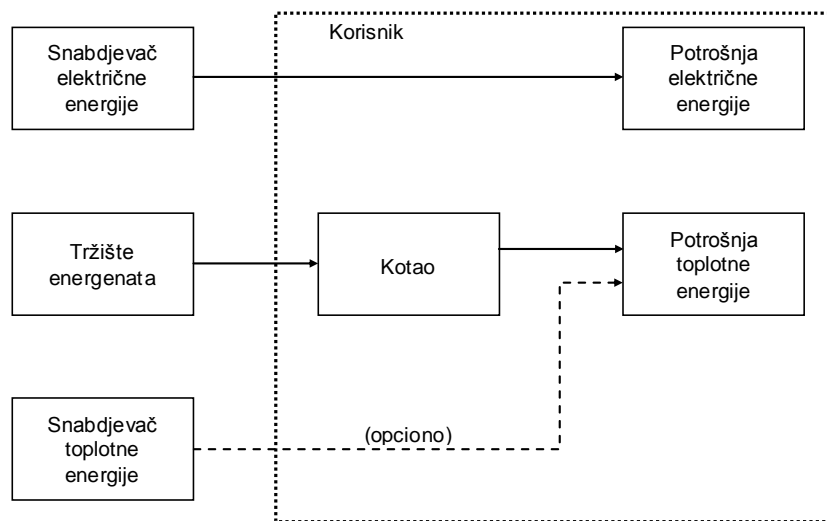 Korisnik
Snabdjevač
električne
energije
Potrošnja
električne
energije
Tržište
energenata
Kotao
Potrošnja
toplotne
energije
Snabdjevač
toplotne
energije
(opciono)